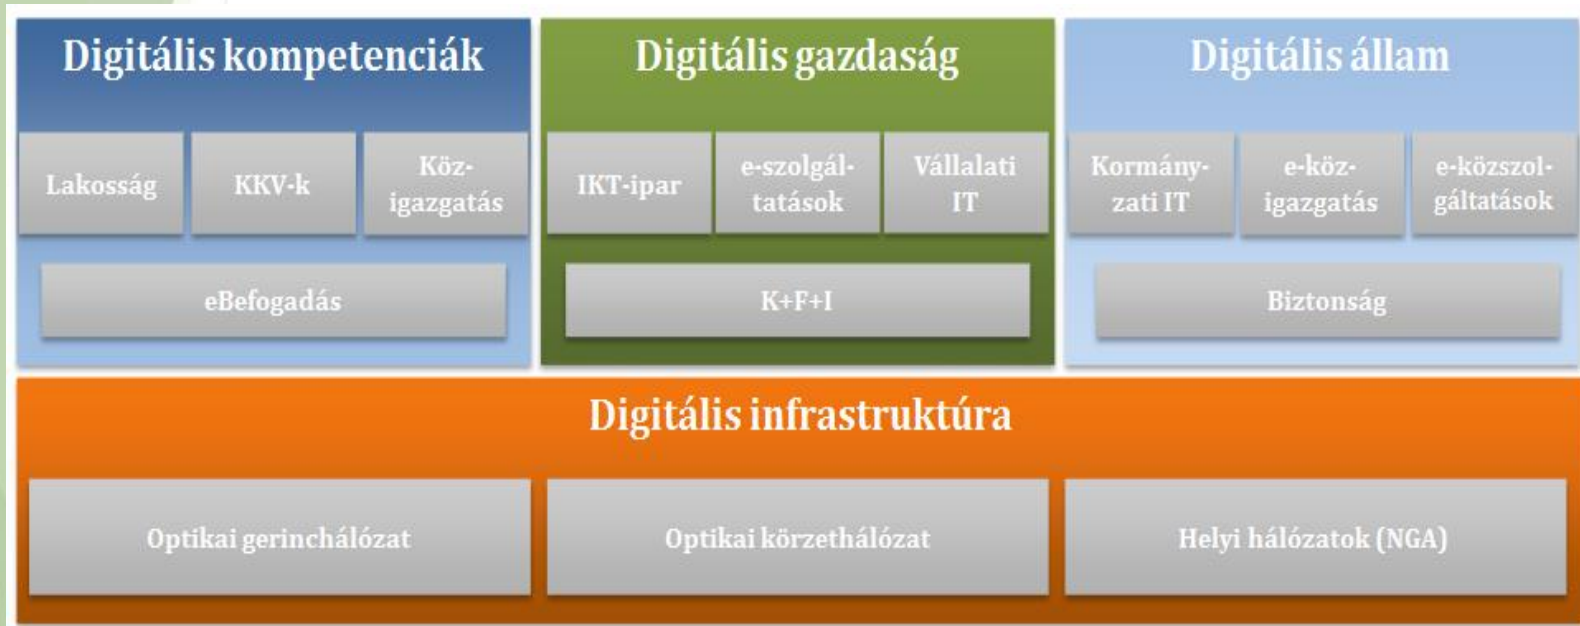 Digitális kompetenciák
Lakosság
KKV-k
Köz-
igazgatás
eBefogadás
Digitális gazdaság
IKT-ipar
e-szolgál-
tatások
Vállalati
IT
K+F+I
Digitális állam
Kormány-
zati IT
e-köz-
igazgatás
e-közszol-
gáltatások
Biztonság
Digitális infrastruktúra
Optikai gerinchálózat
Optikai körzethálózat
Helyi hálózatok (NGA)